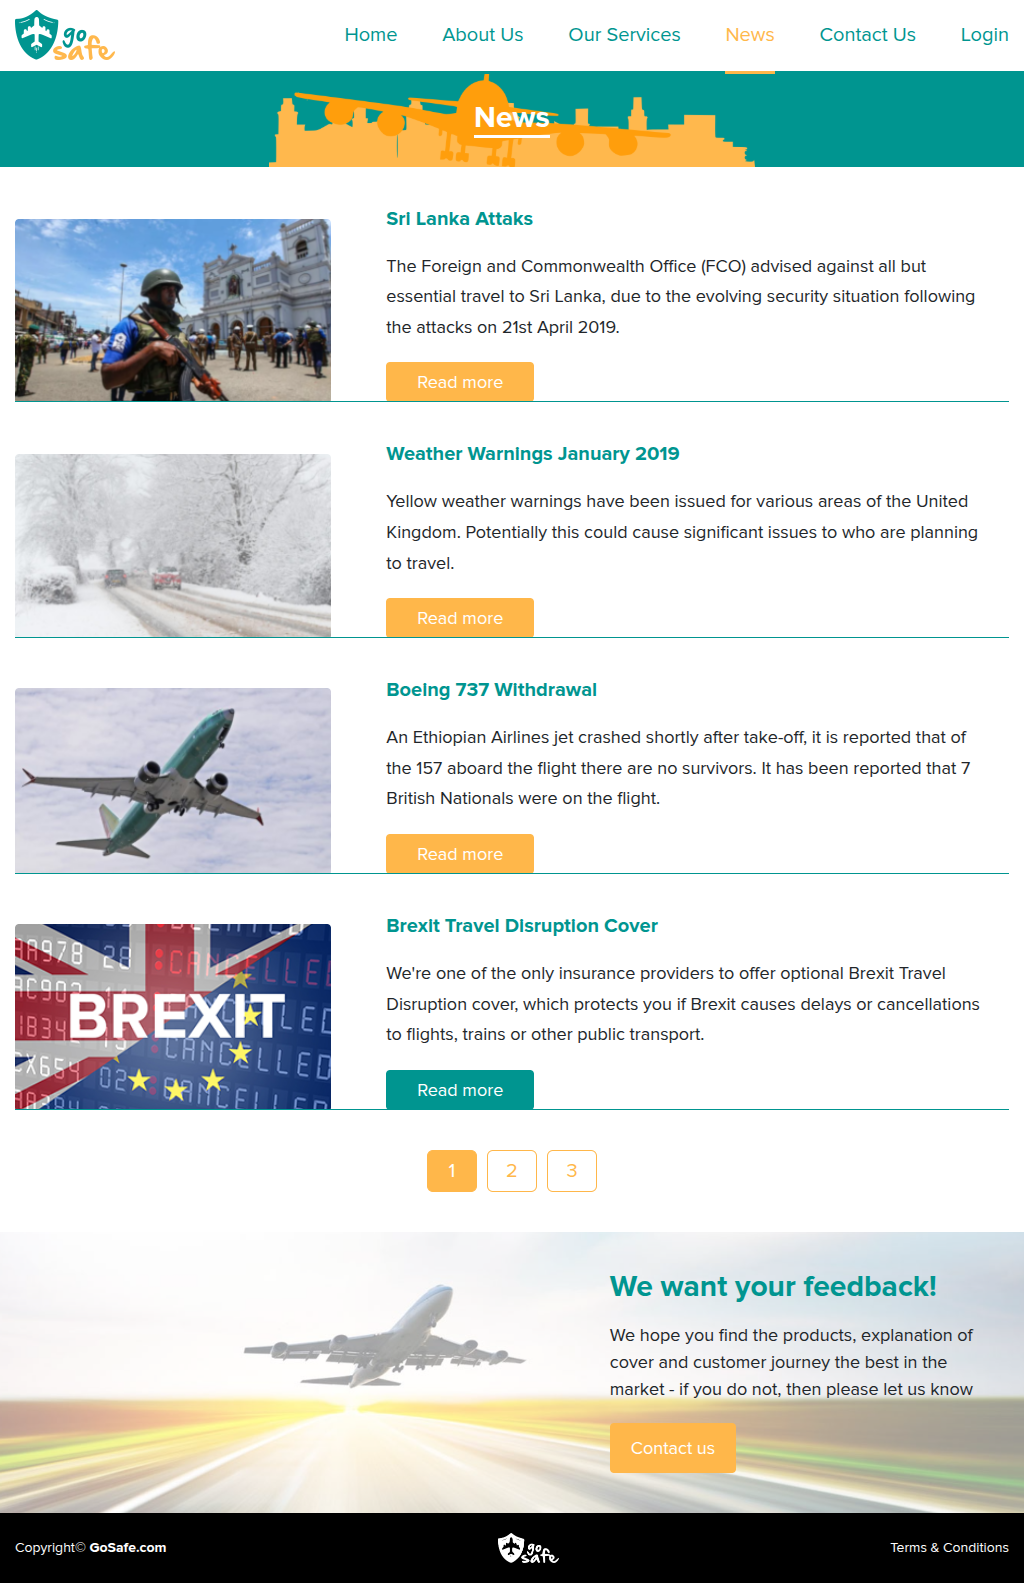 go
safe
Home About Us Our Services News Contact Us Login
News
Sri Lanka Attaks
The Foreign and Commonwealth Office (FCO) advised against all but
essential travel to Sri Lanka, due to the evolving security situation following
the attacks on 21st April 2019.
Read more
Weather Warnings January 2019
Yellow weather warnings have been issued for various areas of the United
Kingdom. Potentially this could cause significant issues to who are planning
to travel.
Read more
Boeing 737 Withdrawal
An Ethiopian Airlines jet crashed shortly after take-off, it is reported that of
the 157 aboard the flight there are no survivors. It has been reported that 7
British Nationals were on the flight.
Read more
BREXIT
Brexit Travel Disruption Cover
We're one of the only insurance providers to offer optional Brexit Travel
Disruption cover, which protects you if Brexit causes delays or cancellations
to flights, trains or other public transport.
Read more
1 2 3
We want your feedback!
We hope you find the products, explanation of
cover and customer journey the best in the
market - if you do not, then please let us know
Contact us
Copyright© GoSafe.com
go
safe
Terms & Conditions